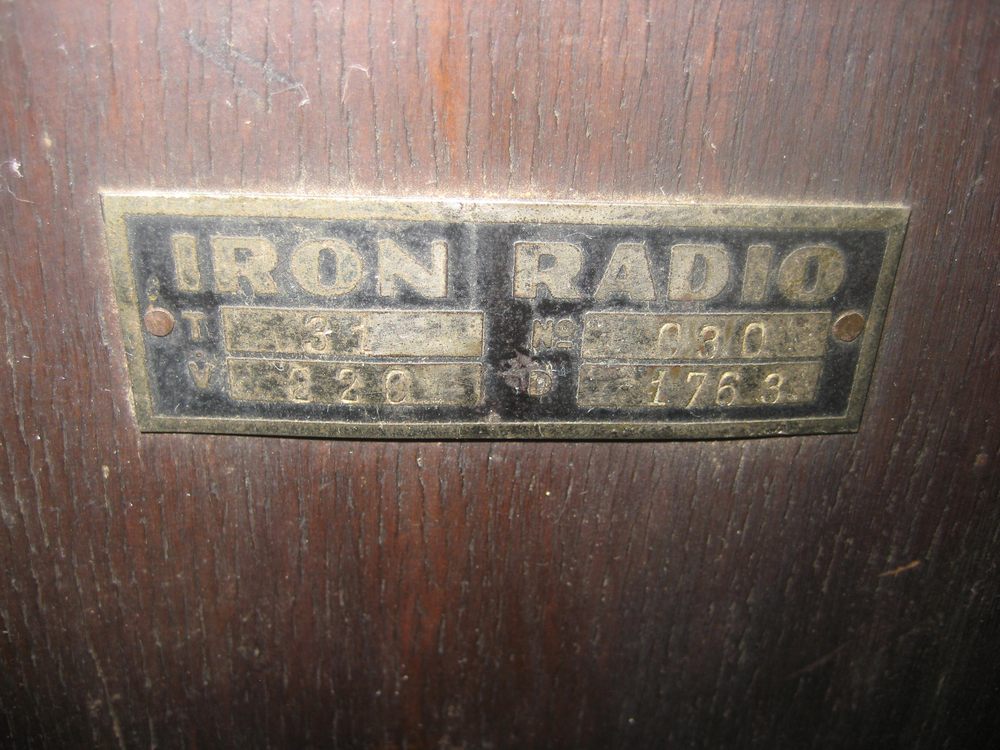 IRON RADIO
T 31 No 030
V 220 D 1763